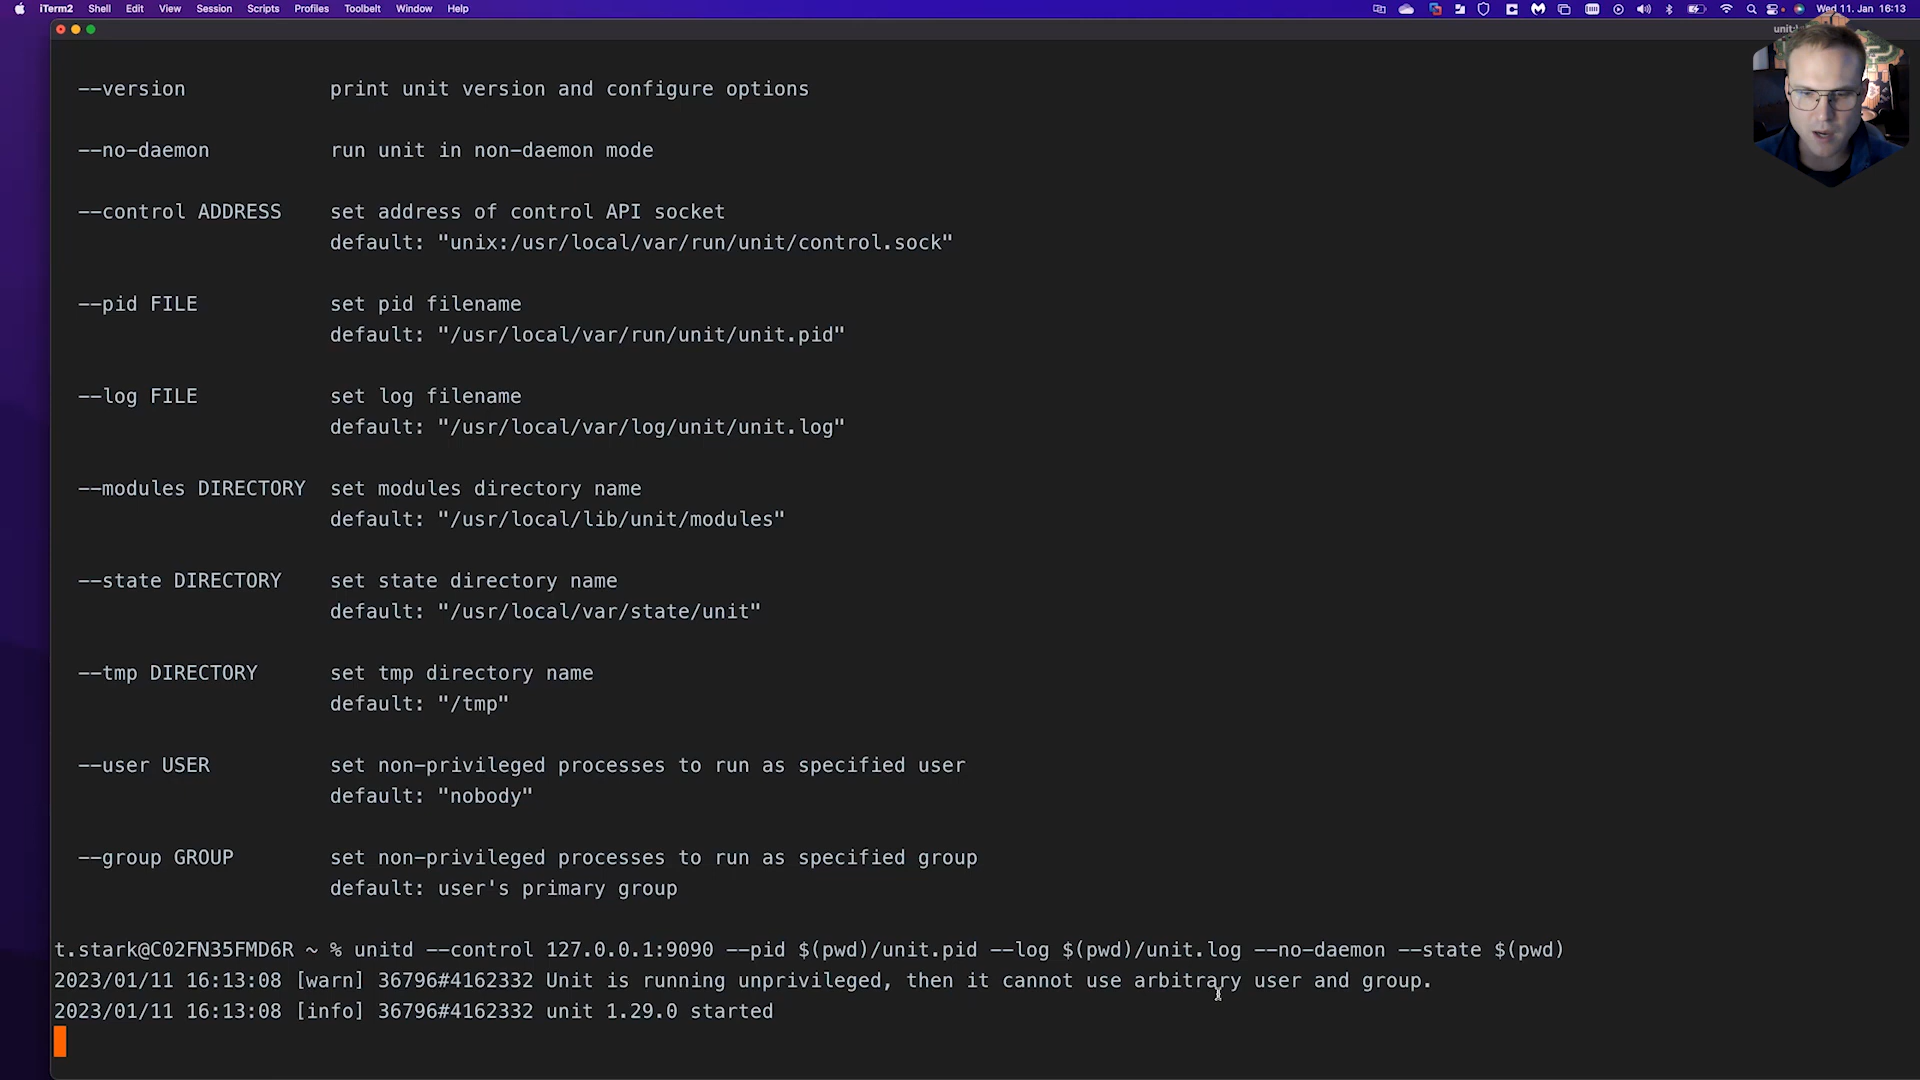 iTerm2 Shell Edit View Session Scripts Profiles Toolbelt Window Help
Wed 11. Jan 16:13
--version print unit version and configure options
--no-daemon run unit in non-daemon mode
--control ADDRESS set address of control API socket
default: "unix:/usr/local/var/run/unit/control.sock"
--pid FILE set pid filename
default: "/usr/local/var/run/unit/unit.pid"
--log FILE set log filename
default: "/usr/local/var/log/unit/unit.log"
--modules DIRECTORY set modules directory name
default: "/usr/local/lib/unit/modules"
--state DIRECTORY set state directory name
default: "/usr/local/var/state/unit"
--tmp DIRECTORY set tmp directory name
default: "/tmp"
--user USER set non-privileged processes to run as specified user
default: "nobody"
--group GROUP set non-privileged processes to run as specified group
default: user's primary group
t.stark@C02FN35FMD6R ~ % unitd --control 127.0.0.1:9090 --pid $(pwd)/unit.pid --log $(pwd)/unit.log --no-daemon --state $(pwd)
2023/01/11 16:13:08 [warn] 36796#4162332 Unit is running unprivileged, then it cannot use arbitrary user and group.
2023/01/11 16:13:08 [info] 36796#4162332 unit 1.29.0 started